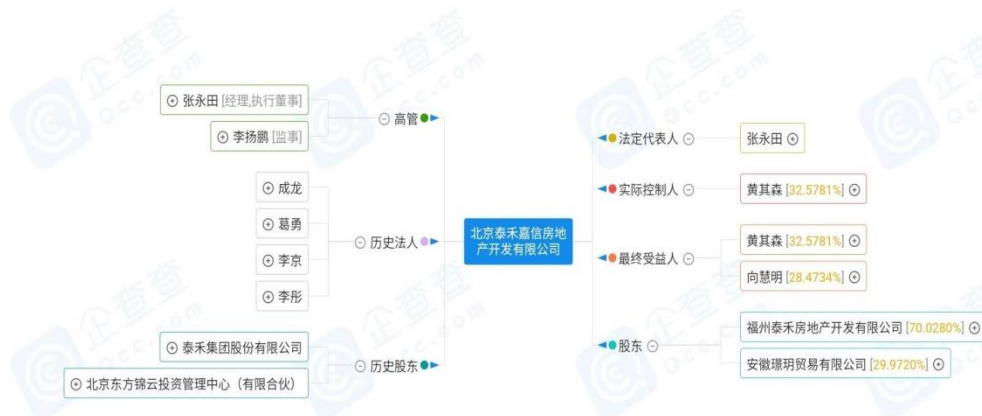 张永田 [经理,执行董事]
李扬鹏 [监事]
高管
成龙
葛勇
李京
李彤
历史法人
泰禾集团股份有限公司
北京东方锦云投资管理中心（有限合伙）
历史股东
北京泰禾嘉信房地
产开发有限公司
法定代表人
张永田
实际控制人
黄其森 [32.5781%]
最终受益人
黄其森 [32.5781%]
向慧明 [28.4734%]
股东
福州泰禾房地产开发有限公司 [70.0280%]
安徽璟玥贸易有限公司 [29.9720%]
企查查
Qcc.com